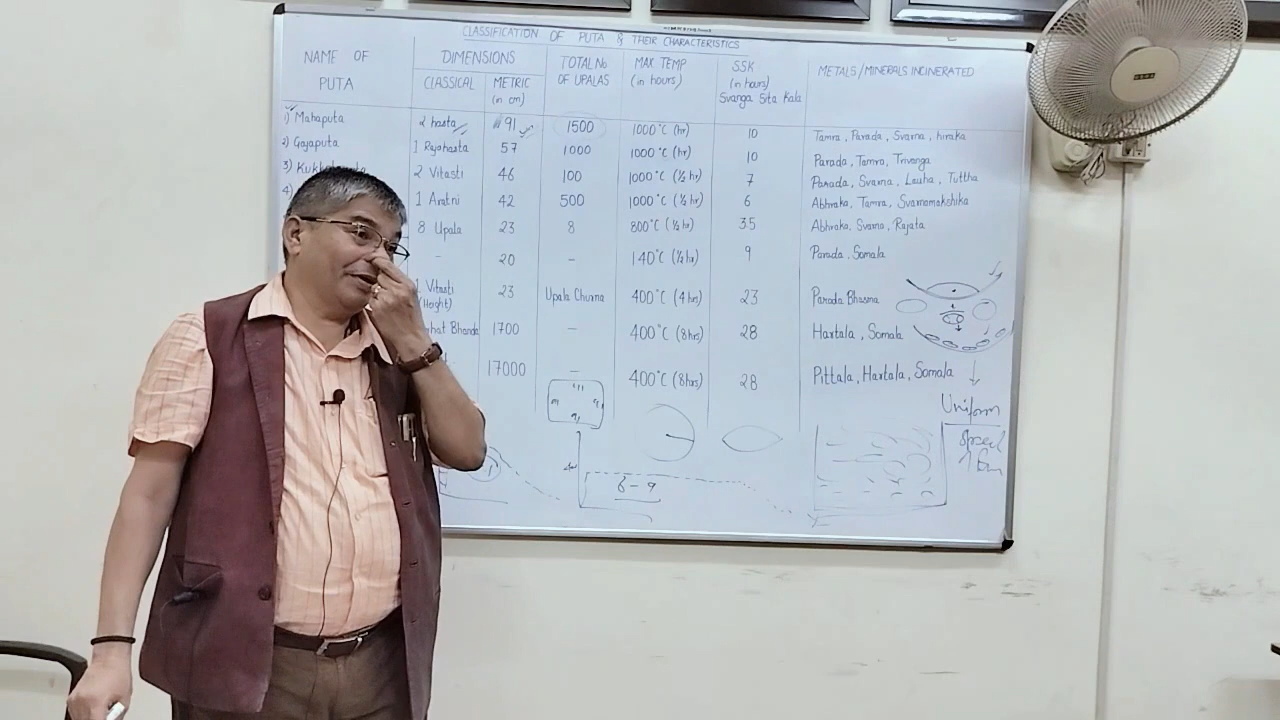 CLASSIFICATION OF PUTA & THEIR CHARACTERISTICS
NAME OF PUTA
DIMENSIONS
CLASSICAL
METRIC (in cm)
TOTAL No OF UPALAS
MAX TEMP (in hours)
SSK (in hours) Svanga Sita Kala
METALS/MINERALS INCINERATED
1) Mahaputa 2 hasta 91 1500 1000°C (hr) 10 Tamra, Parada, Svarna, hiraka
2) Gajaputa 1 Rajahasta 57 1000 1000°C (hr) 10 Parada, Tamra, Trivanga
3) 2 Vitasti 46 100 1000°C (½ hr) 7 Parada, Svarna, Lauha, Tuttha
4) 1 Aratni 42 500 1000°C (½ hr) 6 Abhraka, Tamra, Svarnamakshika
8 Upala 23 8 800°C (½ hr) 35 Abhraka, Svarna, Rajata
- 20 - 140°C (½ hr) 9 Parada, Somala
1 Vitasti (Height) 23 Upala Churna 400°C (4 hrs) 23 Parada Bhasma
Bhanda 1700 - 400°C (8 hrs) 28 Hartala, Somala
17000 - 400°C (8 hrs) 28 Pittala, Hartala, Somala
6-9
Uniform